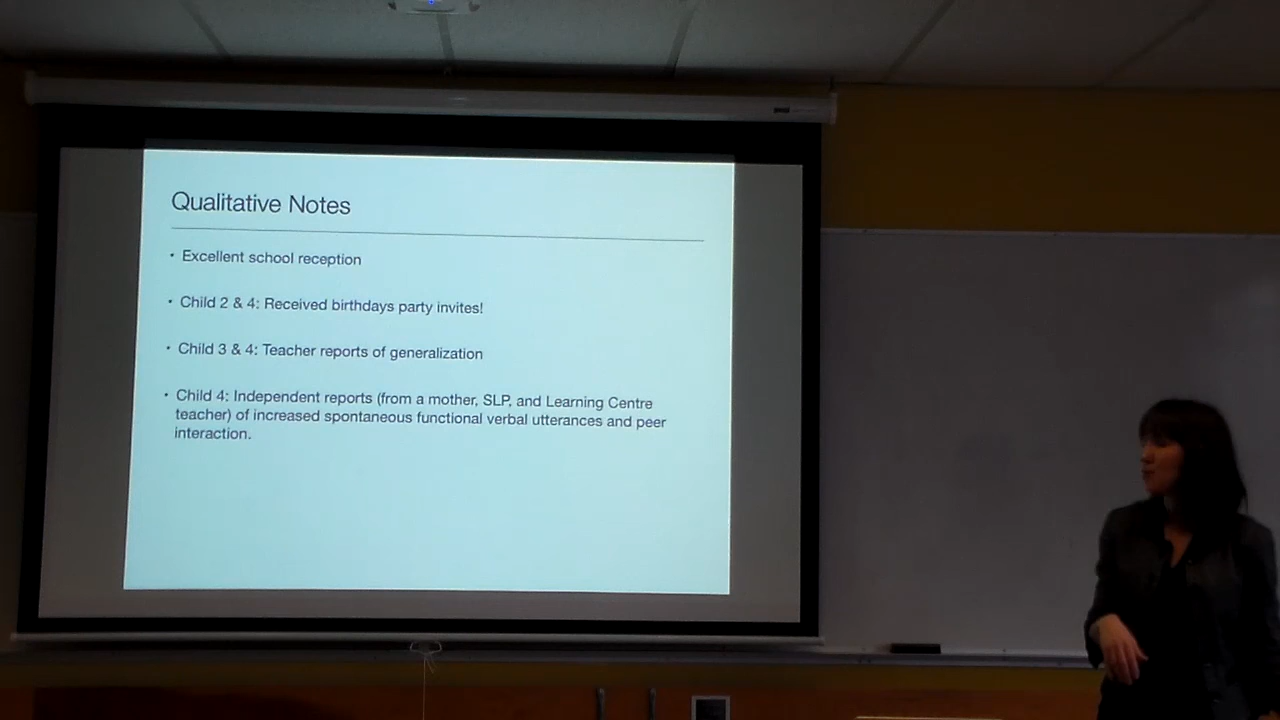 Qualitative Notes
• Excellent school reception
• Child 2 & 4: Received birthdays party invites!
• Child 3 & 4: Teacher reports of generalization
• Child 4: Independent reports (from a mother, SLP, and Learning Centre
teacher) of increased spontaneous functional verbal utterances and peer
interaction.